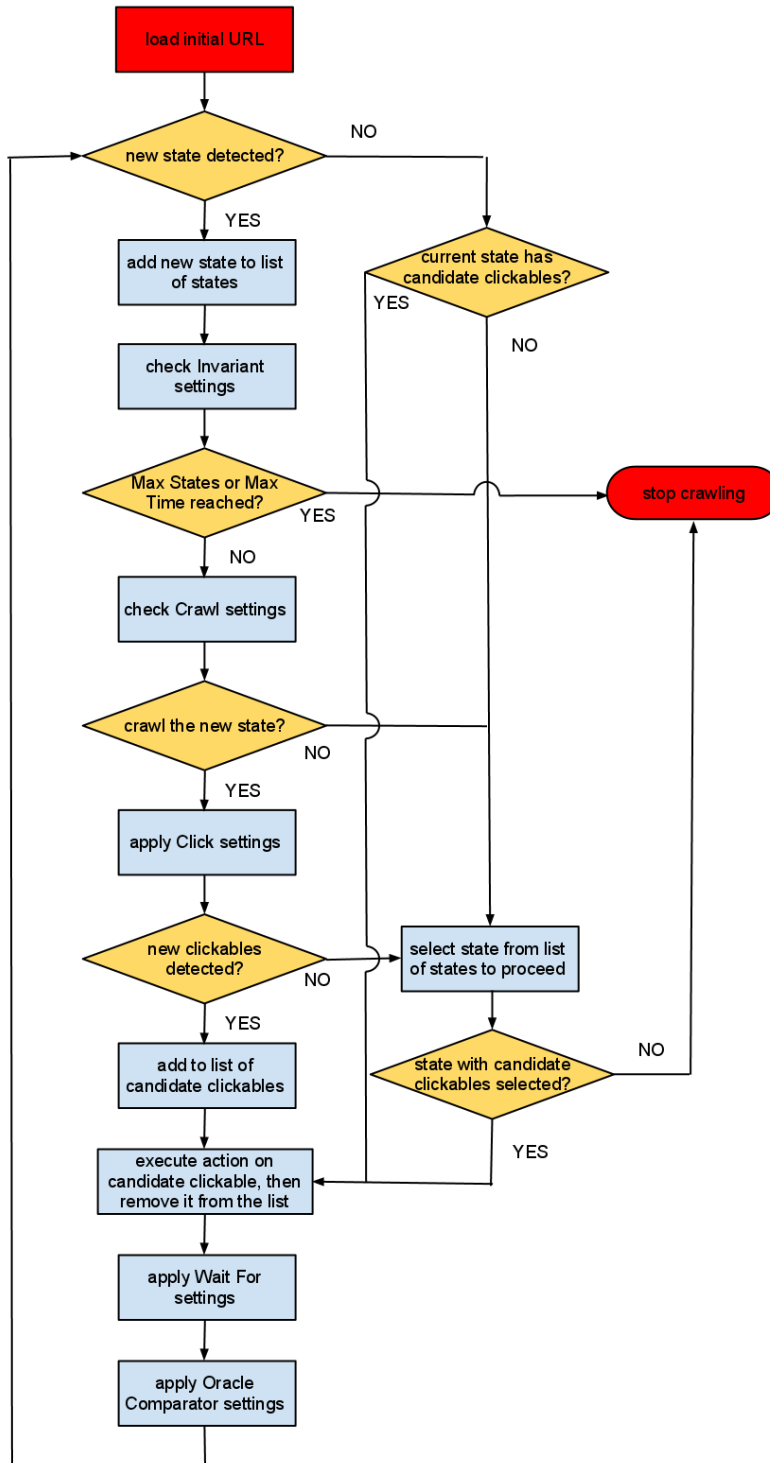 load initial URL
NO
new state detected?
YES
current state has
candidate clickables?
add new state to list
of states
YES
NO
check Invariant
settings
Max States or Max
Time reached?
stop crawling
YES
NO
check Crawl settings
crawl the new state?
NO
YES
apply Click settings
new clickables
detected?
select state from list
of states to proceed
NO
YES
NO
add to list of
candidate clickables
state with candidate
clickables selected?
YES
execute action on
candidate clickable, then
remove it from the list
apply Wait For
settings
apply Oracle
Comparator settings